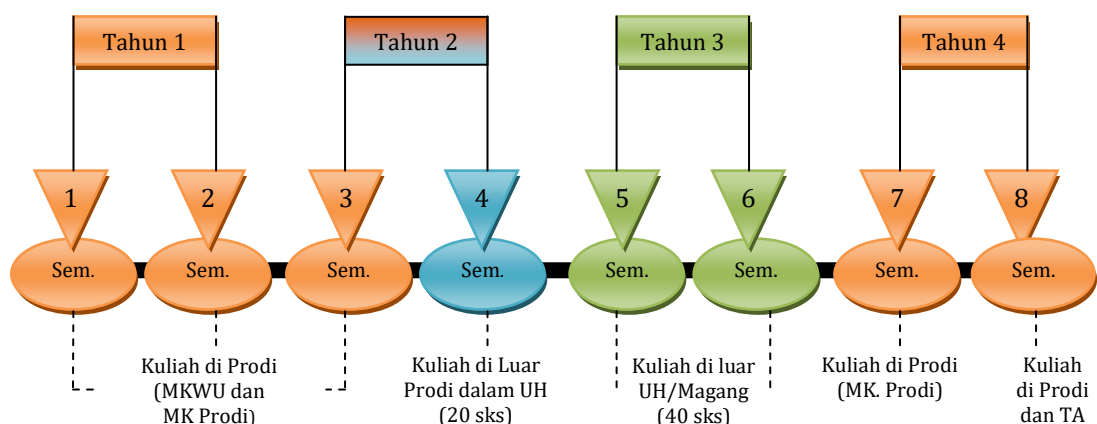 Tahun 1
Tahun 2
Tahun 3
Tahun 4
1
2
3
4
5
6
7
8
Sem.
Sem.
Sem.
Sem.
Sem.
Sem.
Sem.
Sem.
Kuliah di Prodi
(MKWU dan
MK Prodi)
Kuliah di Luar
Prodi dalam UH
(20 sks)
Kuliah di luar
UH/Magang
(40 sks)
Kuliah di Prodi
(MK. Prodi)
Kuliah
di Prodi
dan TA